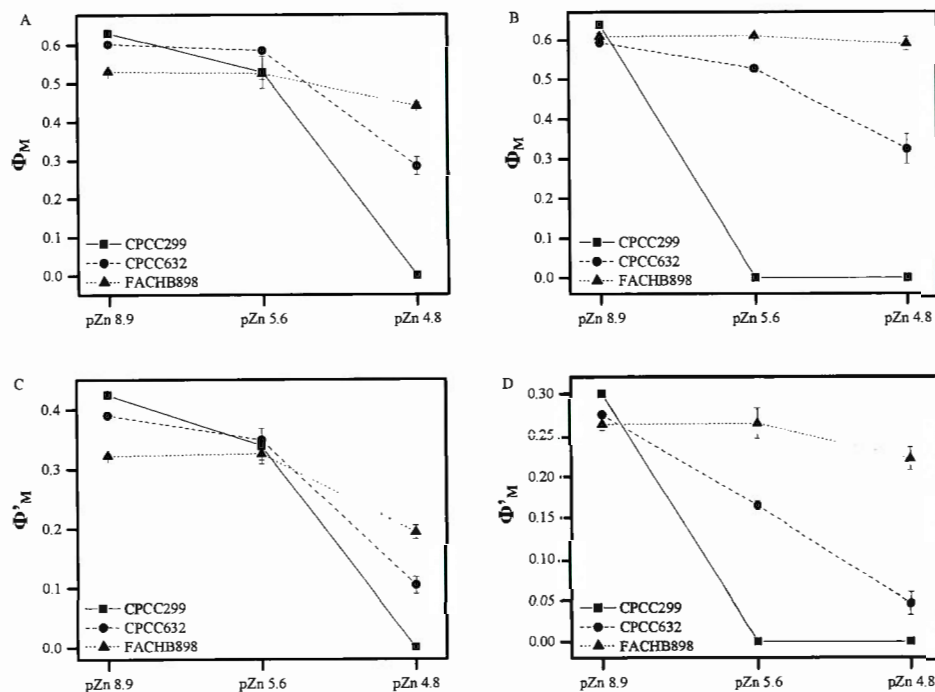 A
0.6
0.5
0.4
0.3
0.2
0.1
0.0
ΦM
CPCC299
CPCC632
FACHB898
pZn 8.9
pZn 5.6
pZn 4.8
B
0.6
0.5
0.4
0.3
0.2
0.1
0.0
ΦM
CPCC299
CPCC632
FACHB898
pZn 8.9
pZn 5.6
pZn 4.8
C
0.4
0.3
0.2
0.1
0.0
Φ'M
CPCC299
CPCC632
FACHB898
pZn 8.9
pZn 5.6
pZn 4.8
D
0.30
0.25
0.20
0.15
0.10
0.05
0.00
Φ'M
CPCC299
CPCC632
FACHB898
pZn 8.9
pZn 5.6
pZn 4.8